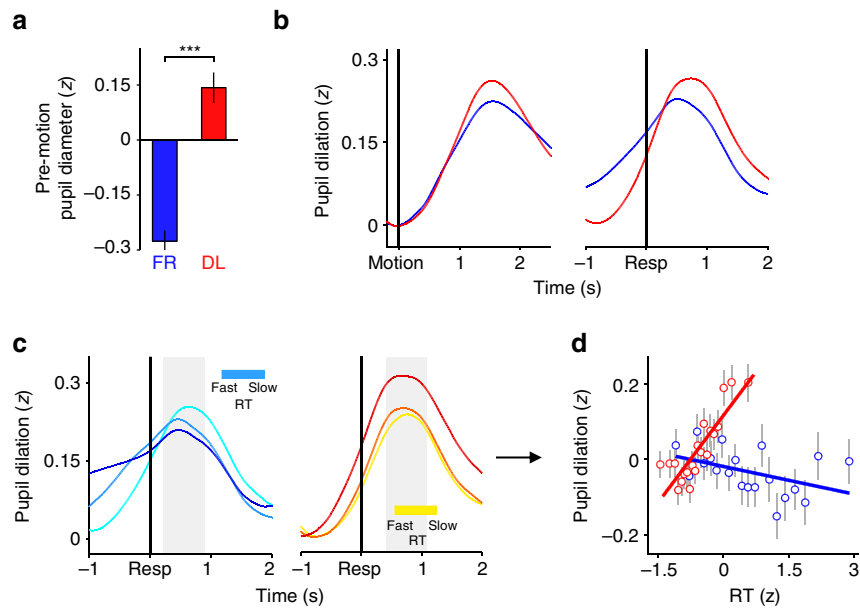 a
Pre-motion
pupil diameter (z)
0.15
0
–0.15
–0.3
***
FR
DL
b
Pupil dilation (z)
0.3
0.15
0
Motion
1
2
–1
Resp
1
2
Time (s)
c
Pupil dilation (z)
0.3
0.15
0
Fast Slow
RT
–1
Resp
1
2
Fast Slow
RT
–1
Resp
1
2
Time (s)
d
Pupil dilation (z)
0.2
0
–0.2
–1.5
0
1.5
3
RT (z)